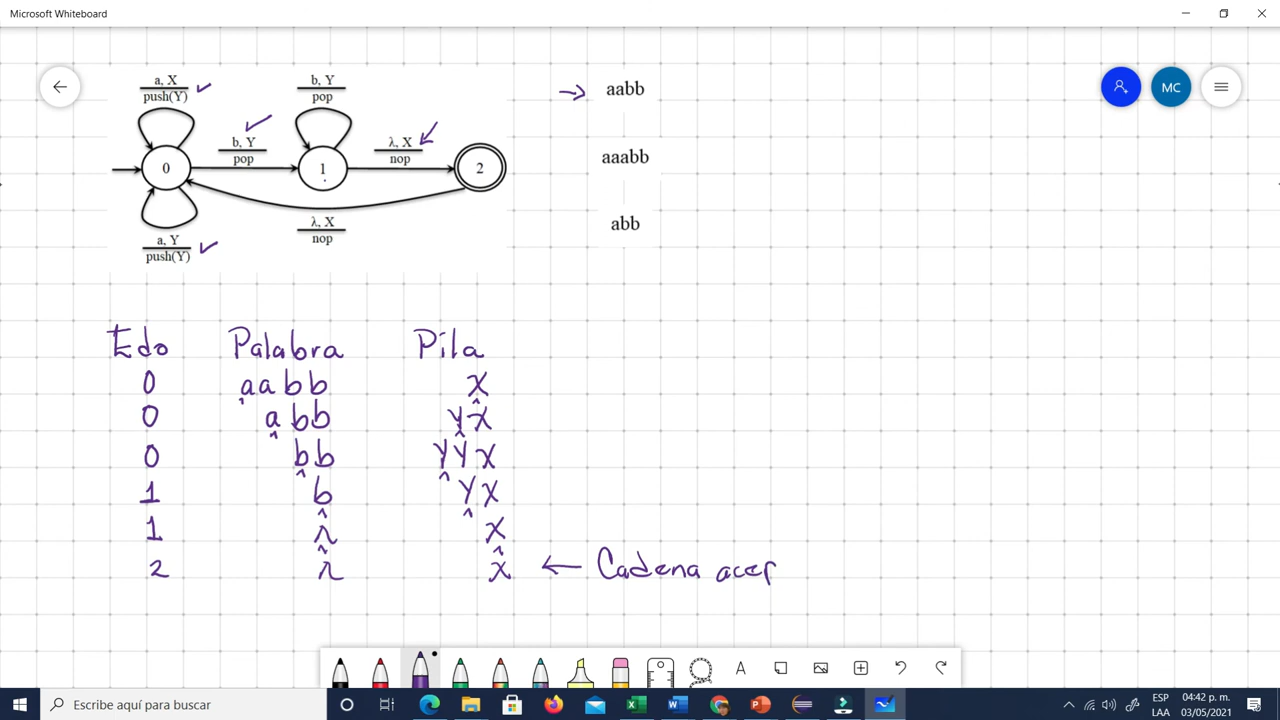 Microsoft Whiteboard
MC
a, X
push(Y)
b, Y
pop
b, Y
pop
λ, X
nop
0
1
2
a, Y
push(Y)
λ, X
nop
aabb
aaabb
abb
Edo Palabra Pila
0 aabb X
0 abb YX
0 bb YYX
1 b YX
1 λ X
2 λ X ← Cadena acep
A
Escribe aquí para buscar
ESP
LAA
04:42 p. m.
03/05/2021